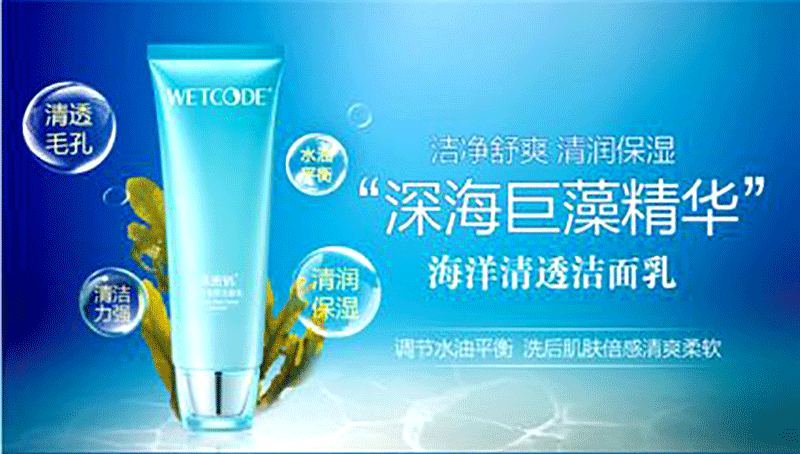 清透
毛孔
WETCODE
水油
平衡
清洁
力强
清润
保湿
洁净舒爽 清润保湿
“深海巨藻精华”
海洋清透洁面乳
调节水油平衡 洗后肌肤倍感清爽柔软